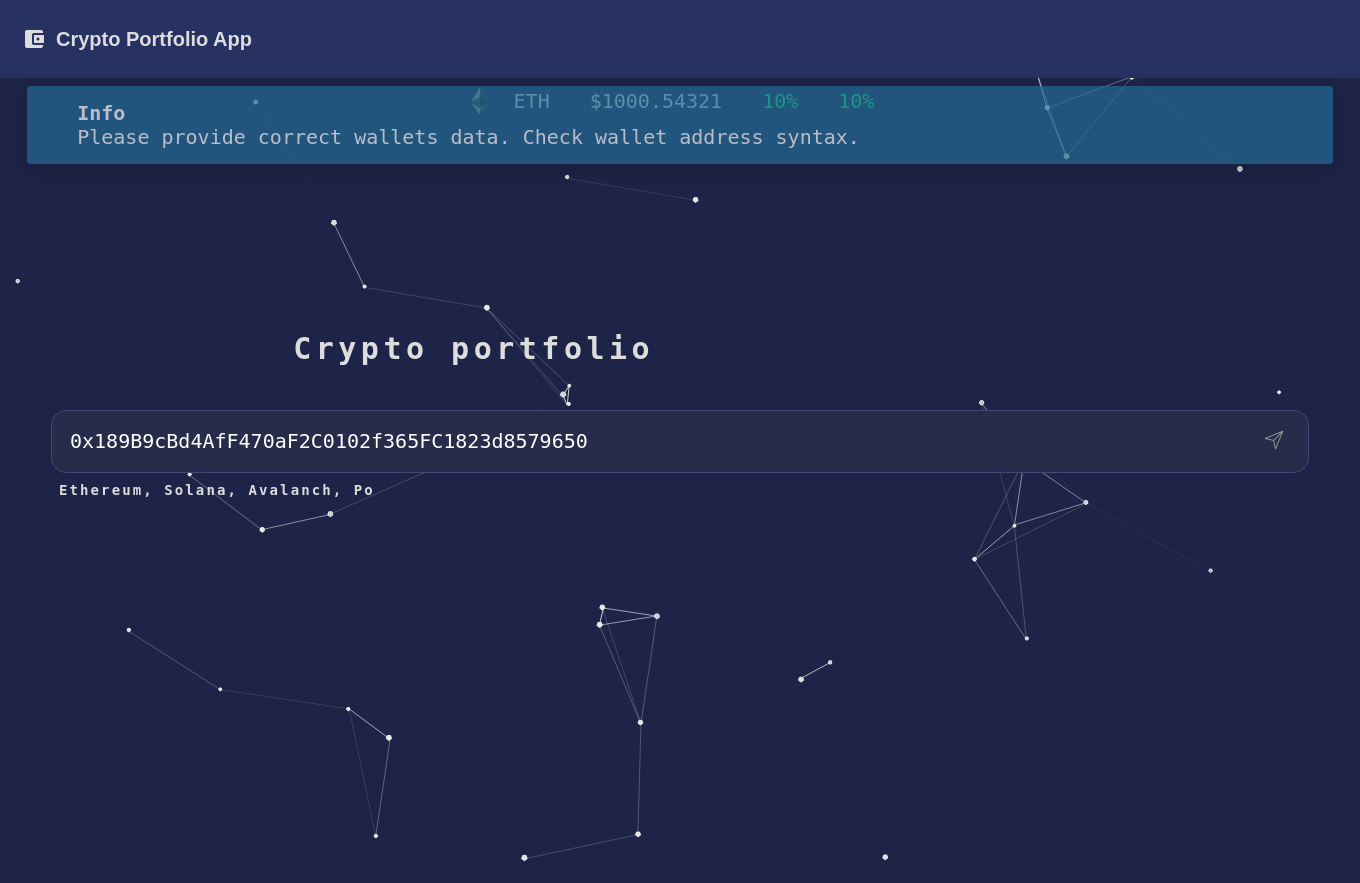 Crypto Portfolio App
ETH $1000.54321 10% 10%
Info
Please provide correct wallets data. Check wallet address syntax.
Crypto portfolio
0x189B9cBd4AfF470aF2C0102f365FC1823d8579650
Ethereum, Solana, Avalanch, Po